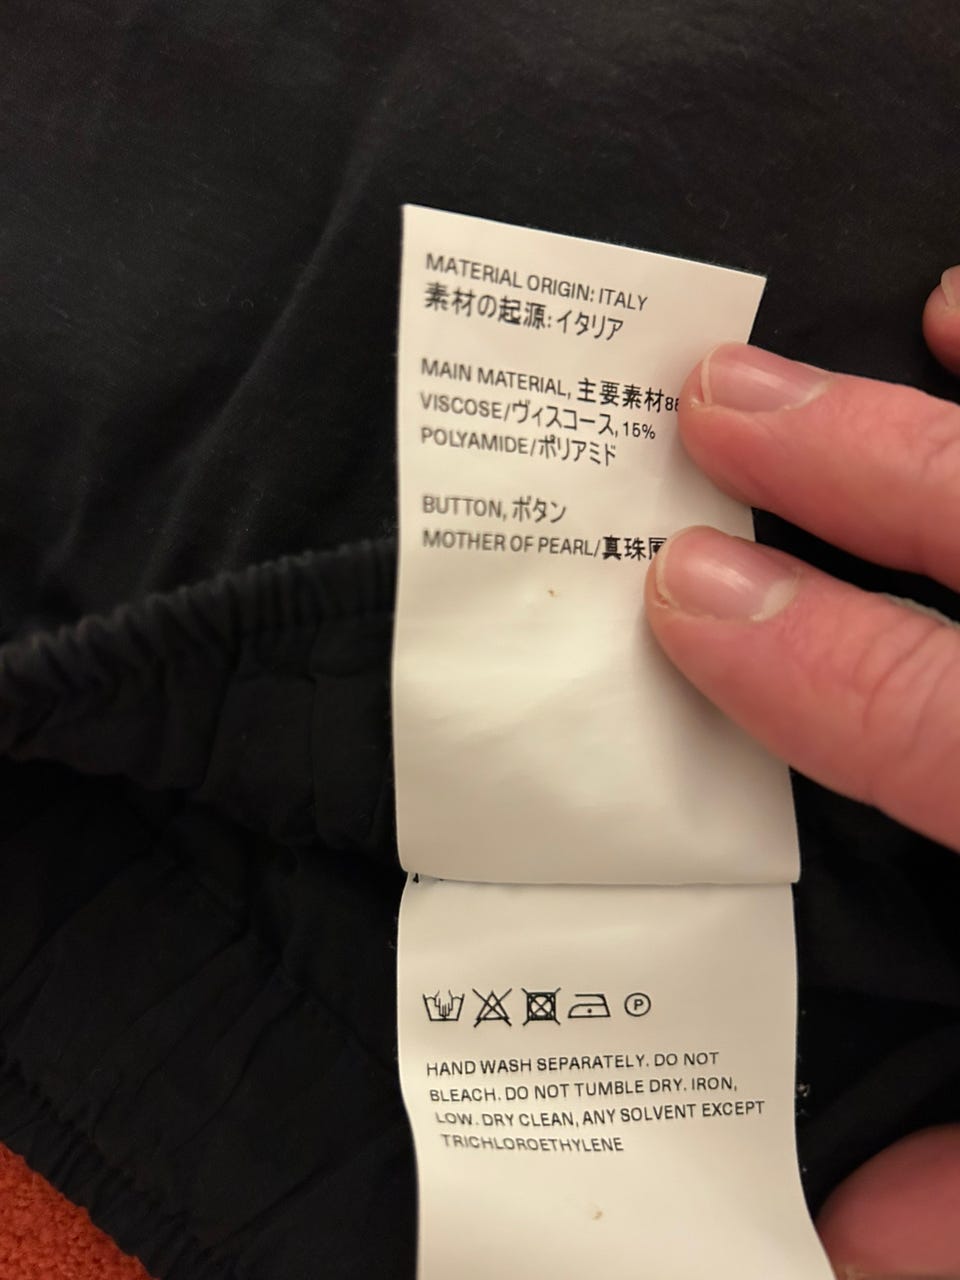 MATERIAL ORIGIN: ITALY
素材の起源: イタリア
MAIN MATERIAL, 主要素材
VISCOSE/ヴィスコース, 15%
POLYAMIDE/ポリアミド
BUTTON, ボタン
MOTHER OF PEARL/真珠
P
HAND WASH SEPARATELY. DO NOT
BLEACH. DO NOT TUMBLE DRY. IRON,
LOW. DRY CLEAN, ANY SOLVENT EXCEPT
TRICHLOROETHYLENE